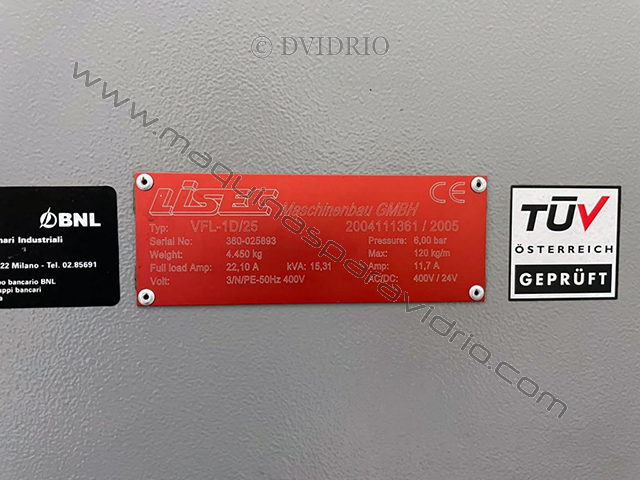 © DVIDRIO
www.maquinasparavidrio.com
LiSEC Maschinenbau GMBH CE
Typ: VFL-1D/25 2004111361 / 2005
Serial No: 360-025893 Pressure: 6,00 bar
Weight: 4.450 kg Max: 120 kg/m
Full load Amp: 22,10 A kVA: 15,31 Amp: 11,7 A
Volt: 3/N/PE-50Hz 400V AC/DC: 400V / 24V
BNL
nari Industriali
22 Milano - Tel. 02.85691
po bancario BNL
uppi bancari
a
TÜV
ÖSTERREICH
GEPRÜFT